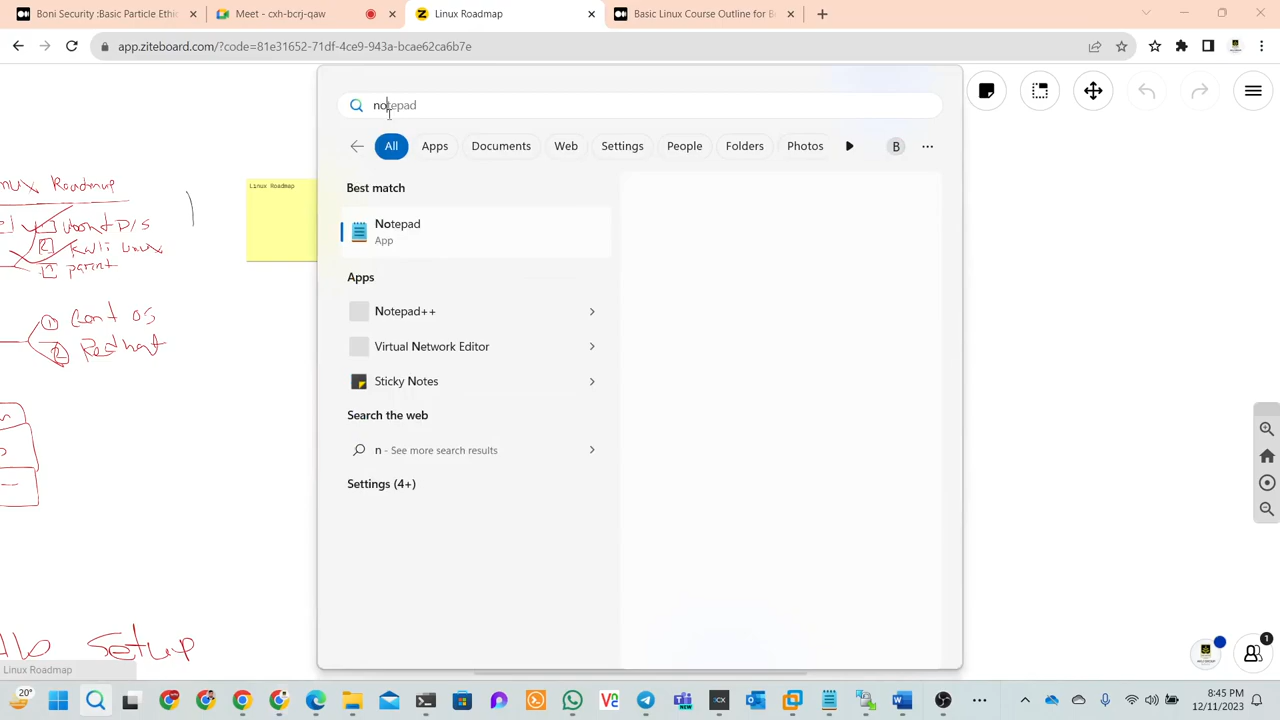 Boni Security :Basic Particle Ethic
Meet - cxh-bcrj-qaw
Linux Roadmap
Basic Linux Course Outline for B
app.ziteboard.com/?code=81e31652-71df-4ce9-943a-bcae62ca6b7e
notepad
All
Apps
Documents
Web
Settings
People
Folders
Photos
B
Best match
Notepad
App
Apps
Notepad++
Virtual Network Editor
Sticky Notes
Search the web
n - See more search results
Settings (4+)
inux Roadmap
Kali Linux
Cent OS
Redhat
Setup
Linux Roadmap
Linux Roadmap
1
20°
8:45 PM
12/11/2023